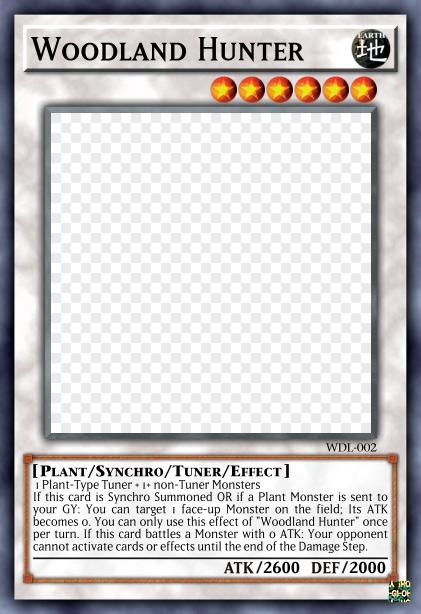 WOODLAND HUNTER
EARTH
地
WDL-002
[PLANT/SYNCHRO/TUNER/EFFECT]
1 Plant-Type Tuner + 1+ non-Tuner Monsters
If this card is Synchro Summoned OR if a Plant Monster is sent to
your GY: You can target 1 face-up Monster on the field; Its ATK
becomes 0. You can only use this effect of "Woodland Hunter" once
per turn. If this card battles a Monster with 0 ATK: Your opponent
cannot activate cards or effects until the end of the Damage Step.
ATK/2600 DEF/2000